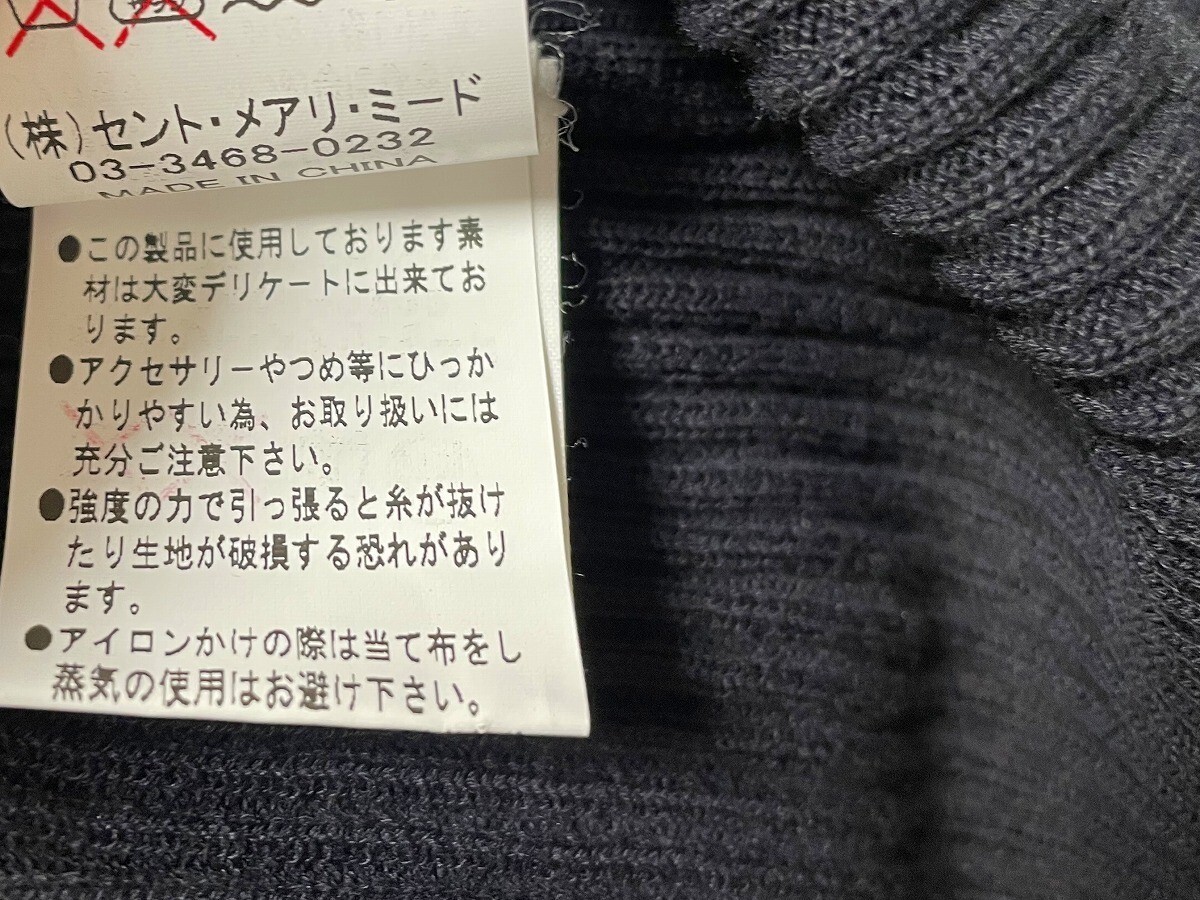 (株)セント・メアリ・ミード
03-3468-0232
MADE IN CHINA
●この製品に使用しております素
材は大変デリケートに出来てお
ります。
●アクセサリーやつめ等にひっか
かりやすい為、お取り扱いには
充分ご注意下さい。
●強度の力で引っ張ると糸が抜け
たり生地が破損する恐れがあり
ます。
●アイロンかけの際は当て布をし
蒸気の使用はお避け下さい。